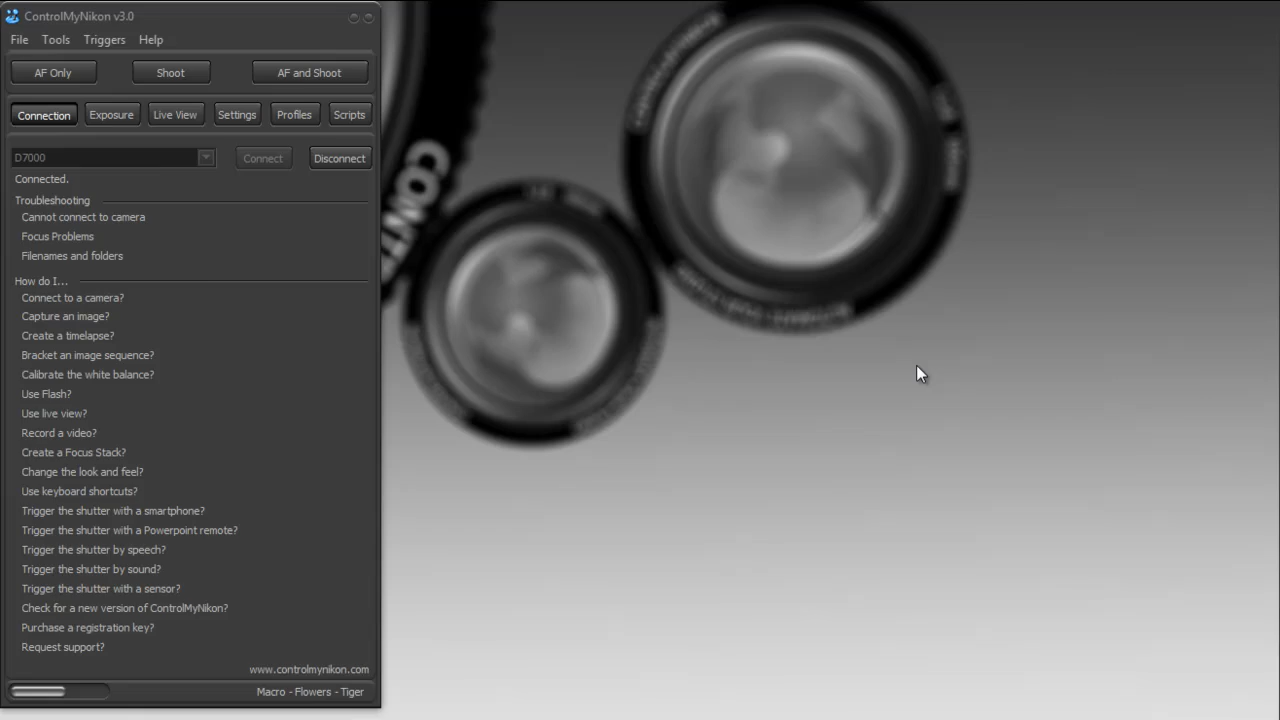 ControlMyNikon v3.0
File Tools Triggers Help
AF Only Shoot AF and Shoot
Connection Exposure Live View Settings Profiles Scripts
D7000 Connect Disconnect
Connected.
Troubleshooting
Cannot connect to camera
Focus Problems
Filenames and folders
How do I...
Connect to a camera?
Capture an image?
Create a timelapse?
Bracket an image sequence?
Calibrate the white balance?
Use Flash?
Use live view?
Record a video?
Create a Focus Stack?
Change the look and feel?
Use keyboard shortcuts?
Trigger the shutter with a smartphone?
Trigger the shutter with a Powerpoint remote?
Trigger the shutter by speech?
Trigger the shutter by sound?
Trigger the shutter with a sensor?
Check for a new version of ControlMyNikon?
Purchase a registration key?
Request support?
www.controlmynikon.com
Macro - Flowers - Tiger
CONT